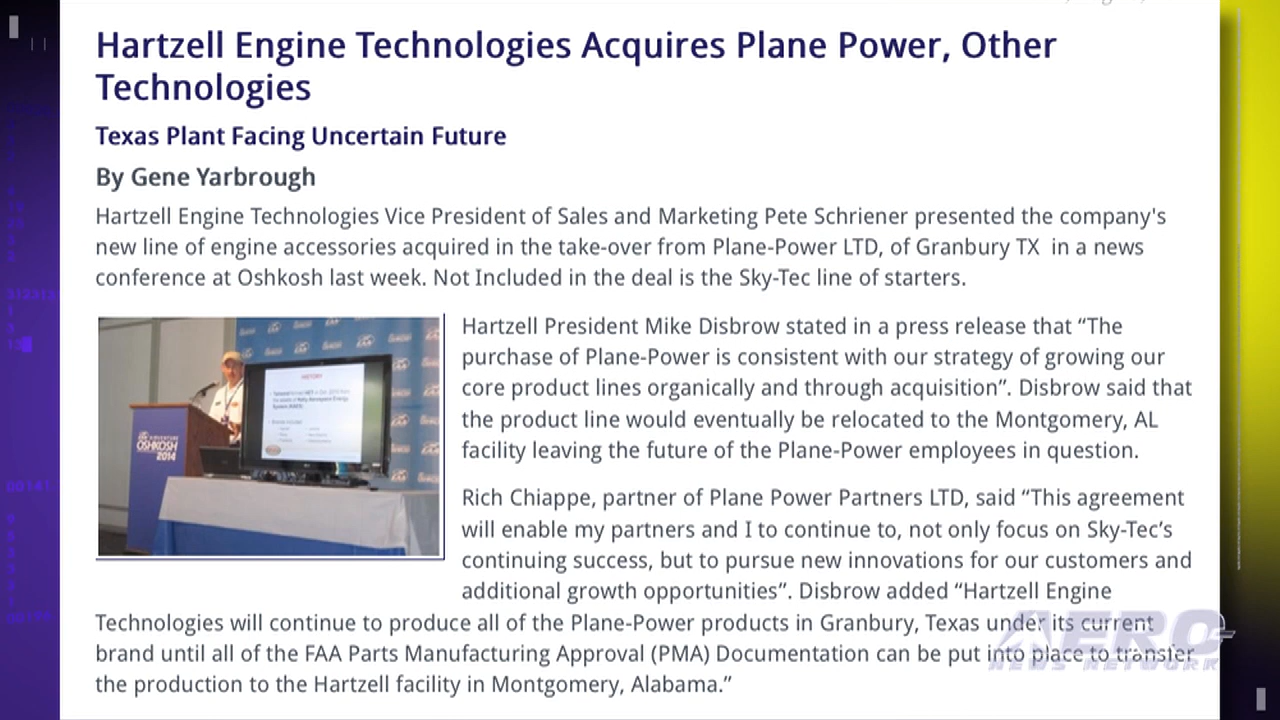 Hartzell Engine Technologies Acquires Plane Power, Other
Technologies
Texas Plant Facing Uncertain Future
By Gene Yarbrough
Hartzell Engine Technologies Vice President of Sales and Marketing Pete Schriener presented the company's
new line of engine accessories acquired in the take-over from Plane-Power LTD, of Granbury TX in a news
conference at Oshkosh last week. Not Included in the deal is the Sky-Tec line of starters.
HISTORY
OSHKOSH
2014
Hartzell President Mike Disbrow stated in a press release that “The
purchase of Plane-Power is consistent with our strategy of growing our
core product lines organically and through acquisition”. Disbrow said that
the product line would eventually be relocated to the Montgomery, AL
facility leaving the future of the Plane-Power employees in question.
Rich Chiappe, partner of Plane Power Partners LTD, said “This agreement
will enable my partners and I to continue to, not only focus on Sky-Tec’s
continuing success, but to pursue new innovations for our customers and
additional growth opportunities”. Disbrow added “Hartzell Engine
Technologies will continue to produce all of the Plane-Power products in Granbury, Texas under its current
brand until all of the FAA Parts Manufacturing Approval (PMA) Documentation can be put into place to transfer
the production to the Hartzell facility in Montgomery, Alabama.”
AERO
NEWS NETWORK